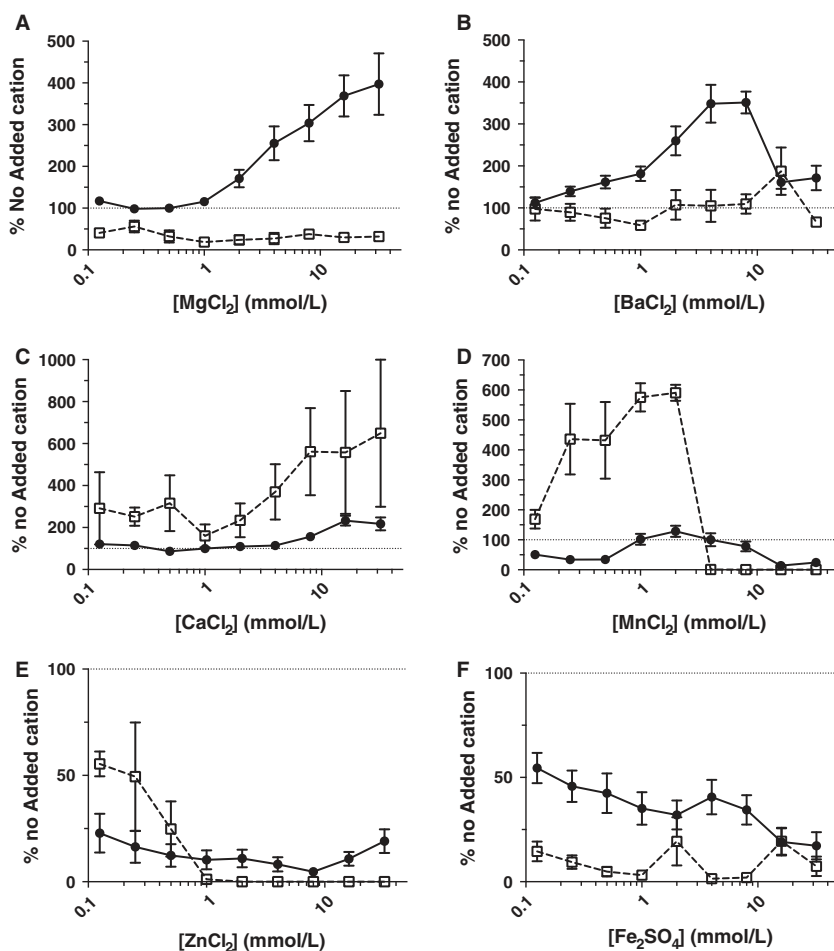 A
% No Added cation
500
400
300
200
100
0
0.1
1
10
[MgCl₂] (mmol/L)
B
% no Added cation
500
400
300
200
100
0
0.1
1
10
[BaCl₂] (mmol/L)
C
% no Added cation
1000
800
600
400
200
0
0.1
1
10
[CaCl₂] (mmol/L)
D
% no Added cation
700
600
500
400
300
200
100
0
0.1
1
10
[MnCl₂] (mmol/L)
E
% no Added cation
100
50
0
0.1
1
10
[ZnCl₂] (mmol/L)
F
% no Added cation
100
50
0
0.1
1
10
[Fe₂SO₄] (mmol/L)